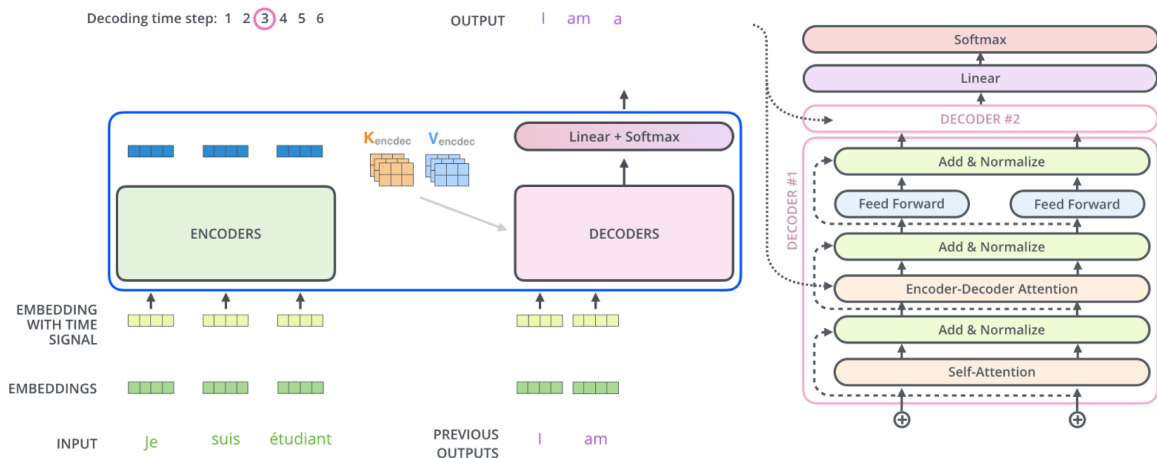 Decoding time step: 1 2 3 4 5 6
OUTPUT I am a
Kencdec
Vencdec
Linear + Softmax
ENCODERS
DECODERS
EMBEDDING
WITH TIME
SIGNAL
EMBEDDINGS
INPUT Je suis étudiant
PREVIOUS
OUTPUTS
I am
Softmax
Linear
DECODER #2
DECODER #1
Add & Normalize
Feed Forward Feed Forward
Add & Normalize
Encoder-Decoder Attention
Add & Normalize
Self-Attention